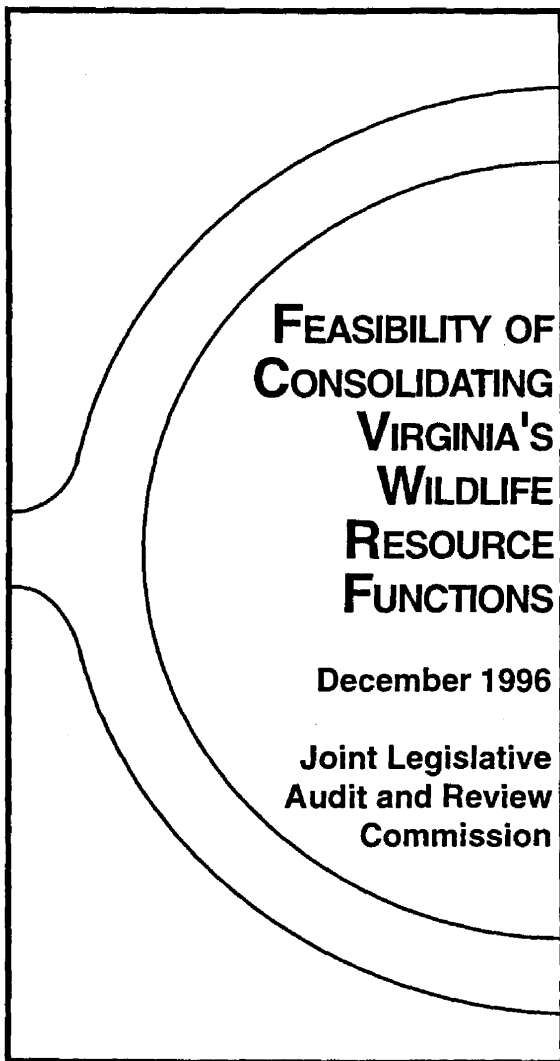 FEASIBILITY OF
CONSOLIDATING
VIRGINIA'S
WILDLIFE
RESOURCE
FUNCTIONS
December 1996
Joint Legislative
Audit and Review
Commission